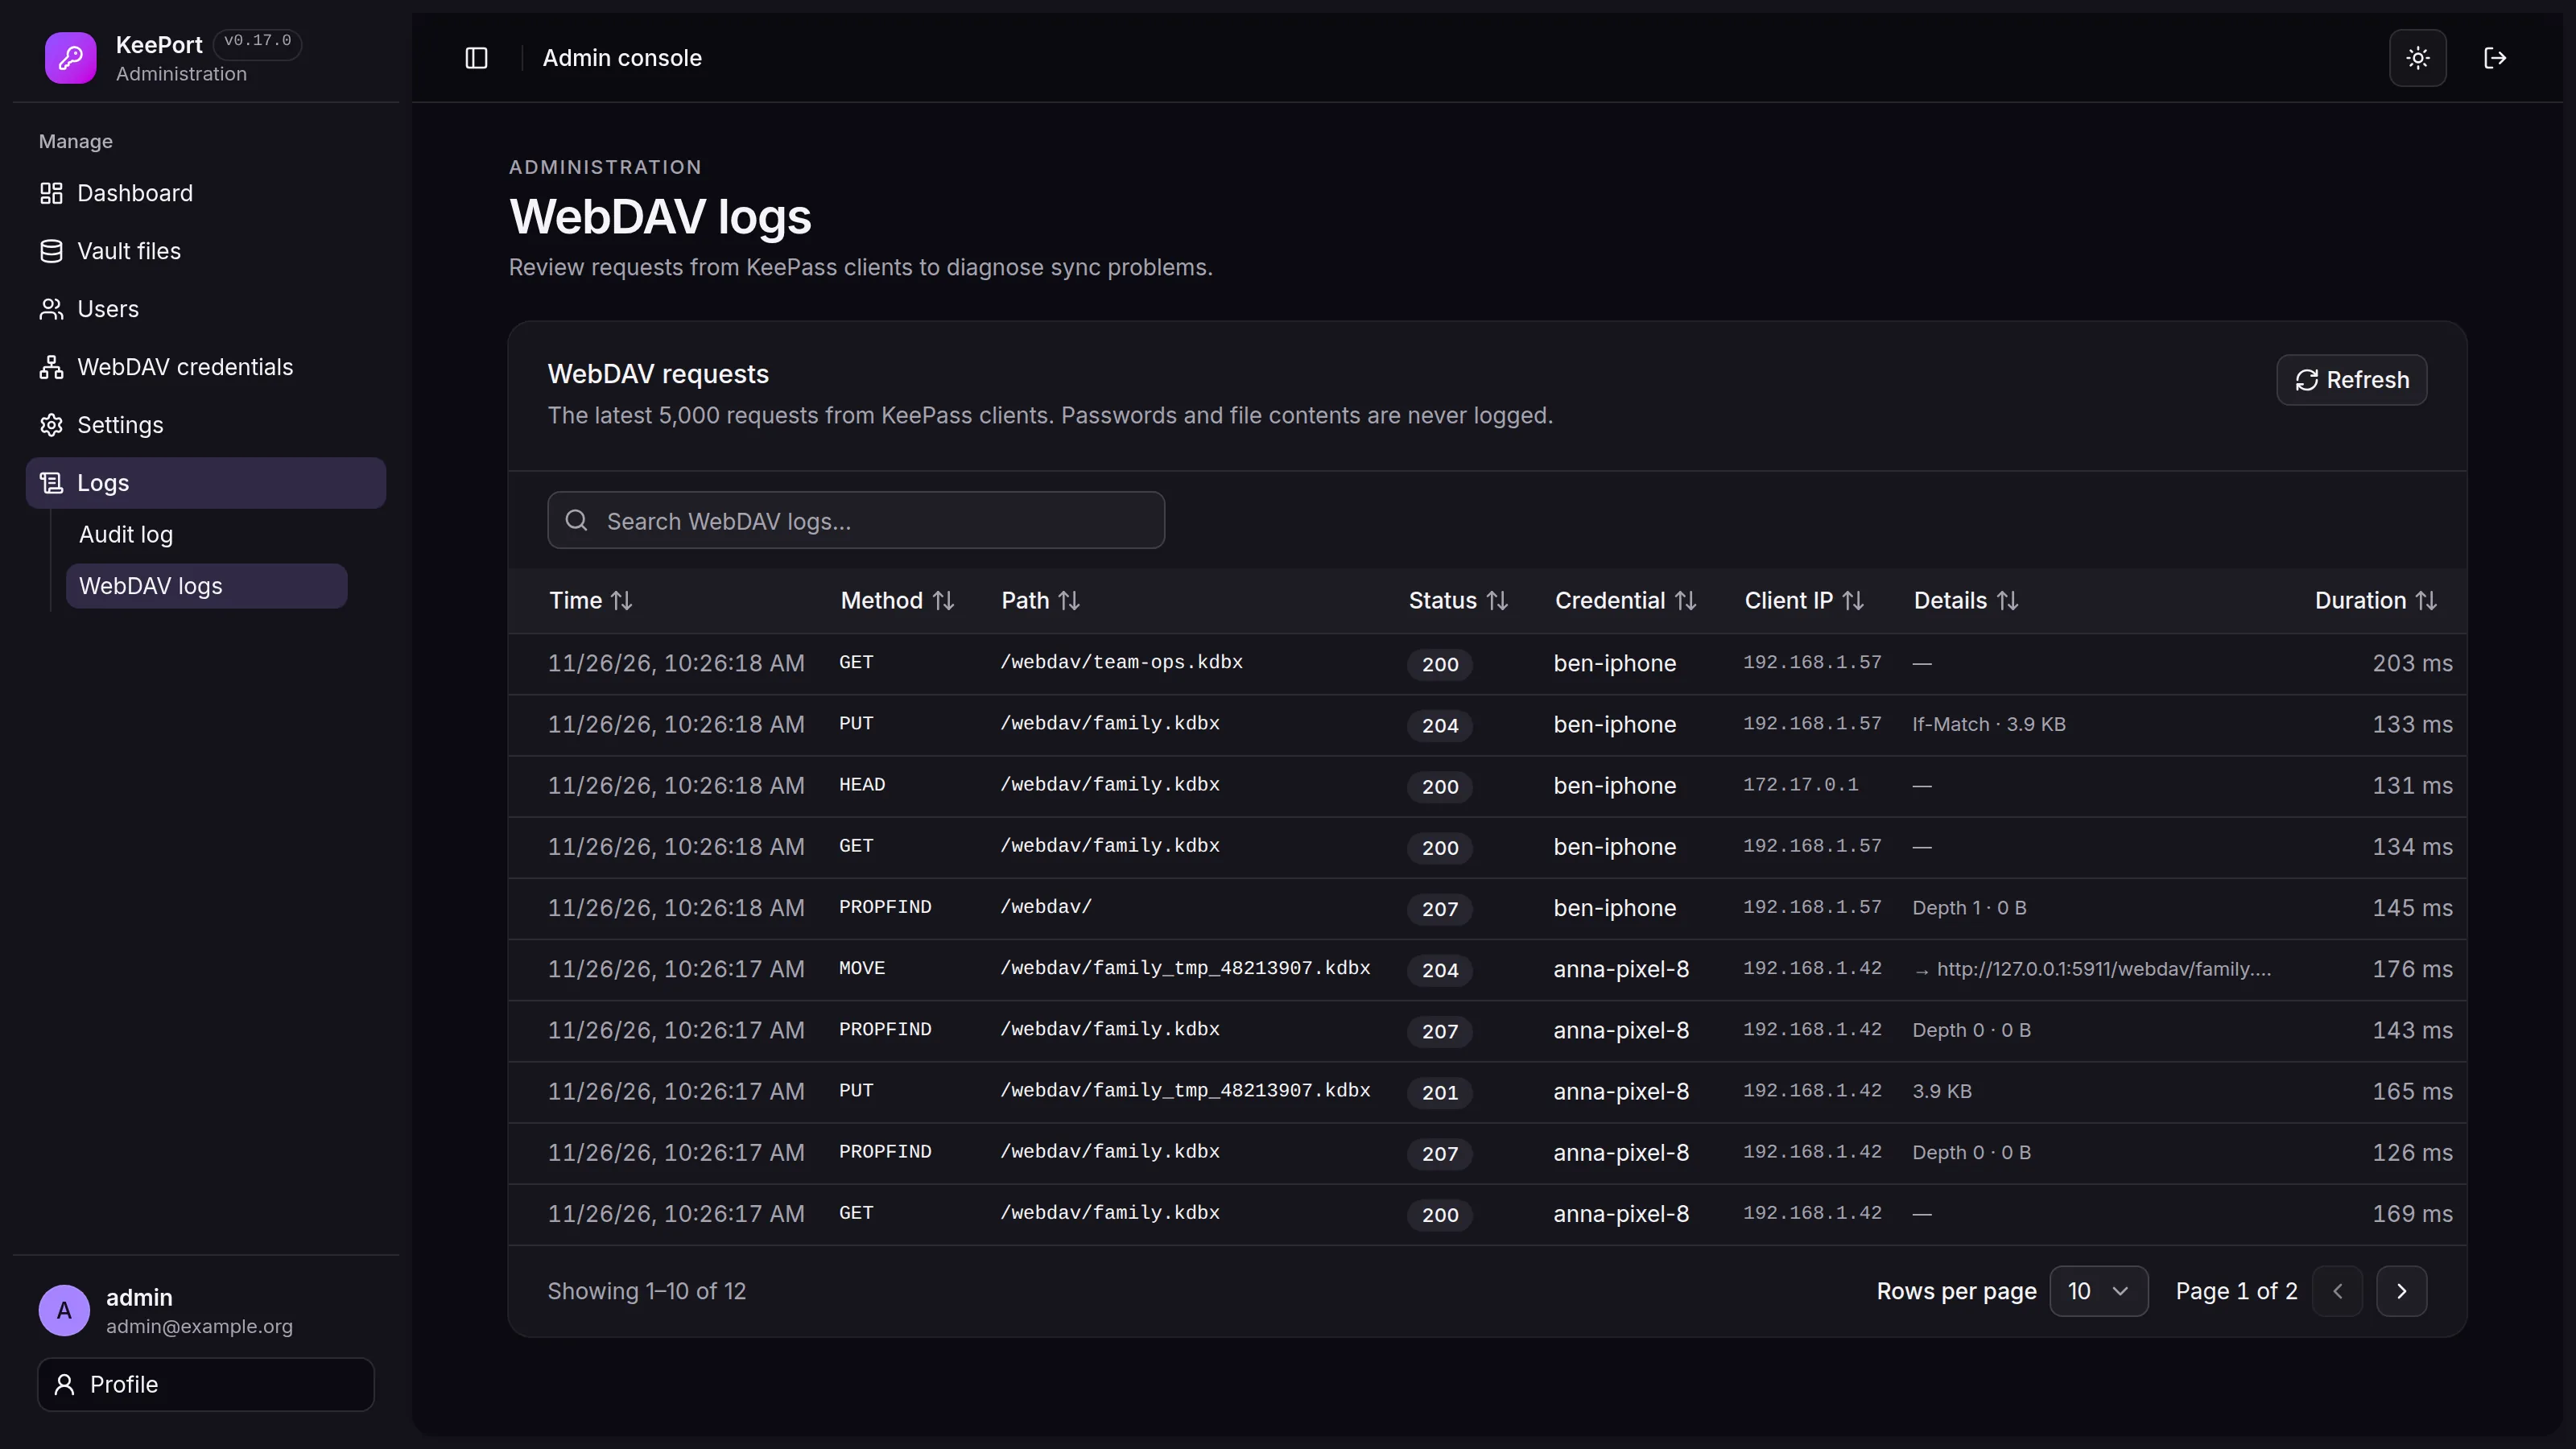 KeePort v0.17.0
Administration
Manage
Dashboard
Vault files
Users
WebDAV credentials
Settings
Logs
Audit log
WebDAV logs
admin
A
admin@example.org
Profile
Admin console
ADMINISTRATION
WebDAV logs
Review requests from KeePass clients to diagnose sync problems.
WebDAV requests
The latest 5,000 requests from KeePass clients. Passwords and file contents are never logged.
Refresh
Search WebDAV logs...
Time Method Path Status Credential Client IP Details Duration
11/26/26, 10:26:18 AM GET /webdav/team-ops.kdbx 200 ben-iphone 192.168.1.57 — 203 ms
11/26/26, 10:26:18 AM PUT /webdav/family.kdbx 204 ben-iphone 192.168.1.57 If-Match · 3.9 KB 133 ms
11/26/26, 10:26:18 AM HEAD /webdav/family.kdbx 200 ben-iphone 172.17.0.1 — 131 ms
11/26/26, 10:26:18 AM GET /webdav/family.kdbx 200 ben-iphone 192.168.1.57 — 134 ms
11/26/26, 10:26:18 AM PROPFIND /webdav/ 207 ben-iphone 192.168.1.57 Depth 1 · 0 B 145 ms
11/26/26, 10:26:17 AM MOVE /webdav/family_tmp_48213907.kdbx 204 anna-pixel-8 192.168.1.42 → http://127.0.0.1:5911/webdav/family.... 176 ms
11/26/26, 10:26:17 AM PROPFIND /webdav/family.kdbx 207 anna-pixel-8 192.168.1.42 Depth 0 · 0 B 143 ms
11/26/26, 10:26:17 AM PUT /webdav/family_tmp_48213907.kdbx 201 anna-pixel-8 192.168.1.42 3.9 KB 165 ms
11/26/26, 10:26:17 AM PROPFIND /webdav/family.kdbx 207 anna-pixel-8 192.168.1.42 Depth 0 · 0 B 126 ms
11/26/26, 10:26:17 AM GET /webdav/family.kdbx 200 anna-pixel-8 192.168.1.42 — 169 ms
Showing 1–10 of 12 Rows per page 10 Page 1 of 2